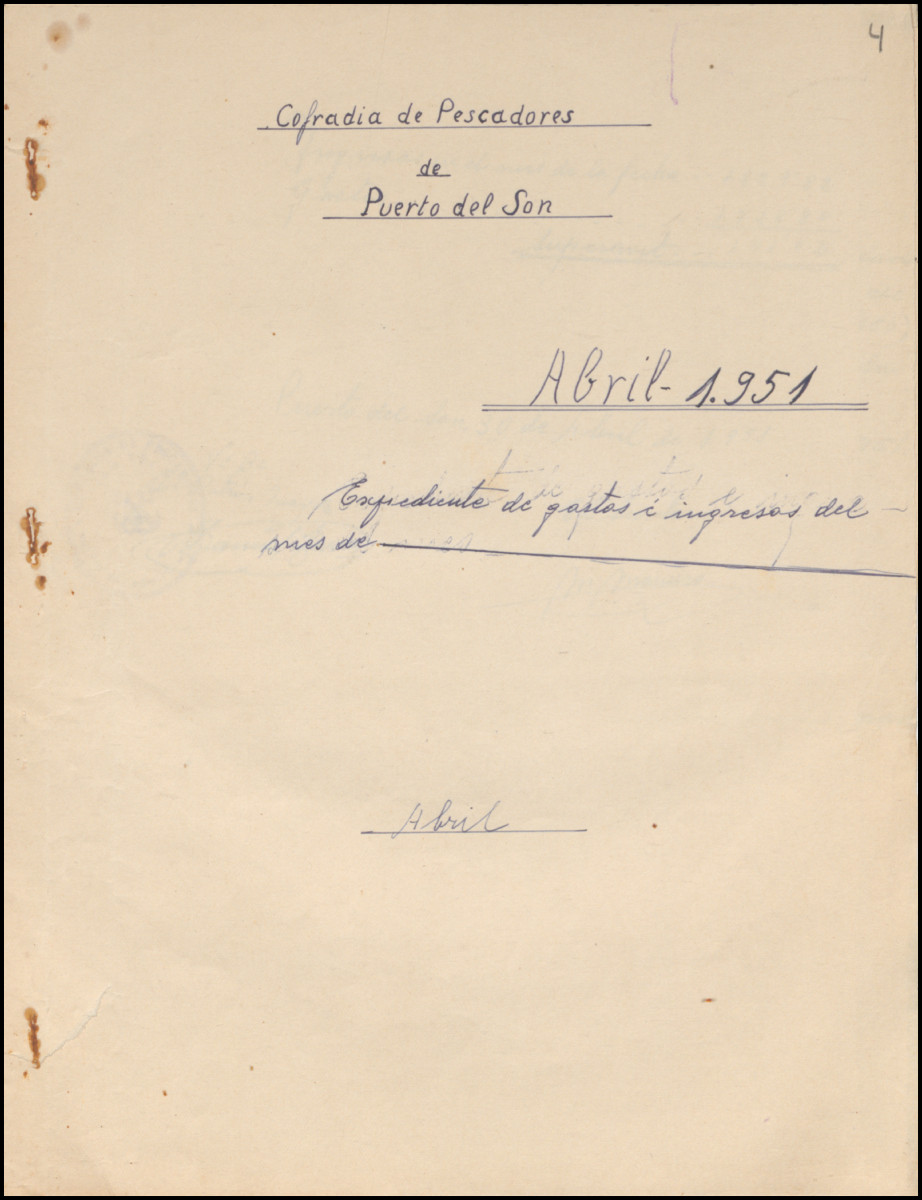 4
Cofradia de Pescadores
de
Puerto del Son
Abril- 1.951
Expediente de gastos e ingresos del
mes de
Abril